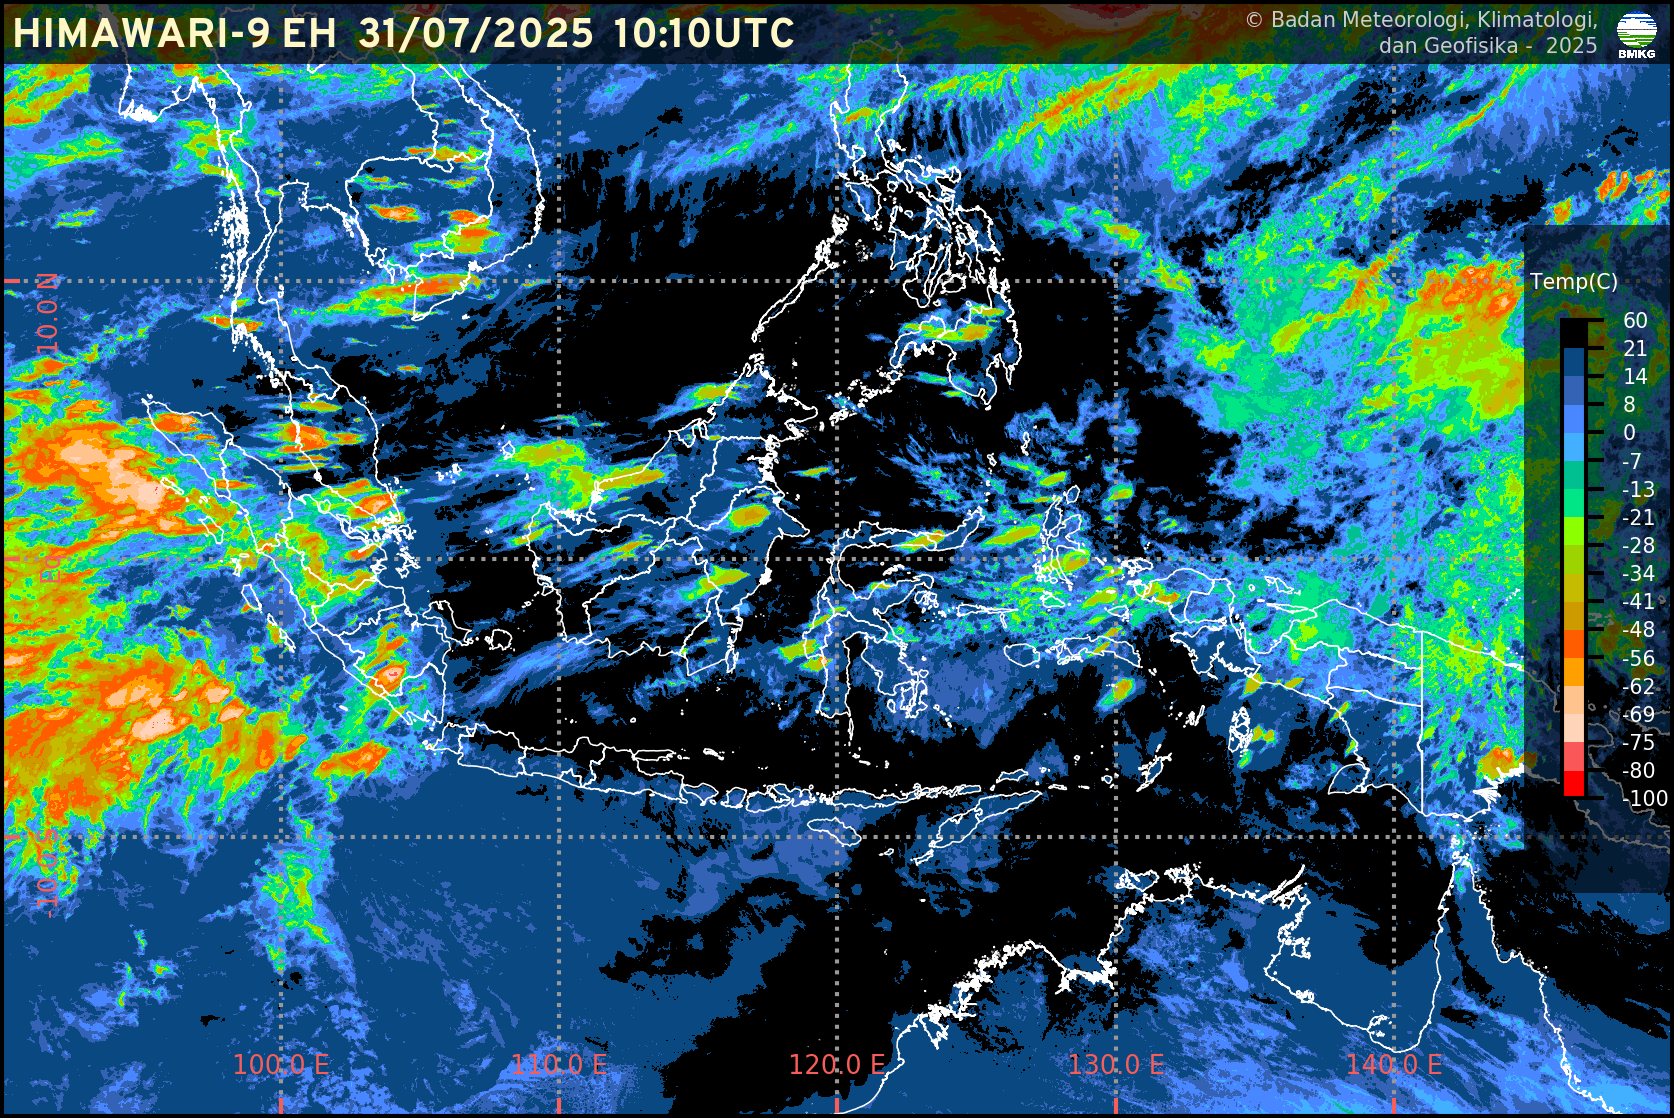 HIMAWARI-9 EH 31/07/2025 10:10UTC
© Badan Meteorologi, Klimatologi,
dan Geofisika - 2025
BMKG
Temp(C)
60
21
14
8
0
-7
-13
-21
-28
-34
-41
-48
-56
-62
-69
-75
-80
-100
10.0 N
100.0 E
110.0 E
120.0 E
130.0 E
140.0 E